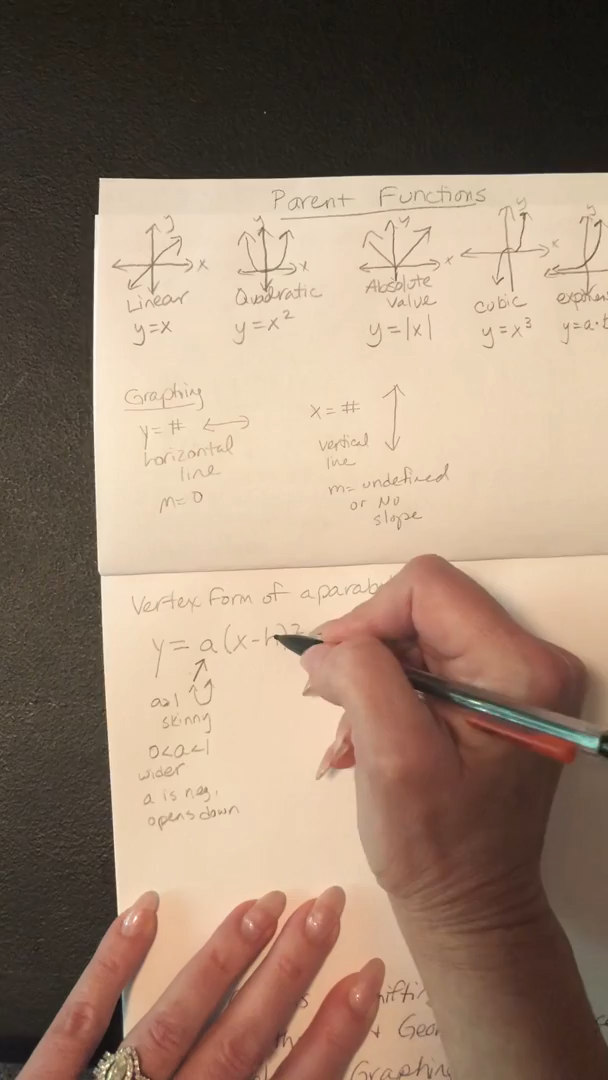 Parent Functions
y y y y y
x x x x
Linear Quadratic Absolute value cubic
y=x y=x² y=|x| y=x³ y=a·
Graphing
y=# x=#
horizontal line vertical line
m=0 m=undefined
or No
slope
Vertex form of a
y=a(x-h)²
a>1
skinny
0<a<1
wider
a is neg.
opens down
Graphing